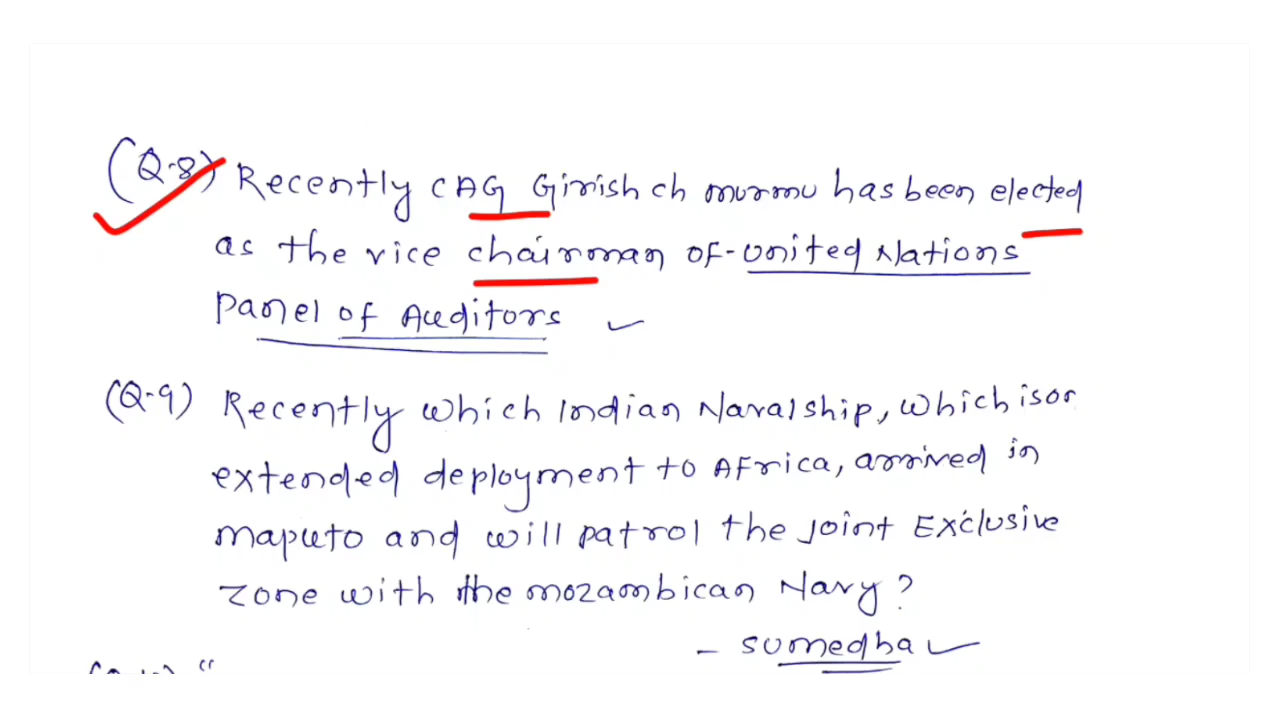 (Q.8) Recently CAG Girish ch murmu has been elected
as the vice chairman of - United Nations
Panel of Auditors
(Q.9) Recently which Indian Naval ship, which is on
extended deployment to Africa, arrived in
maputo and will patrol the Joint Exclusive
zone with the mozambican Navy?
- sumedha